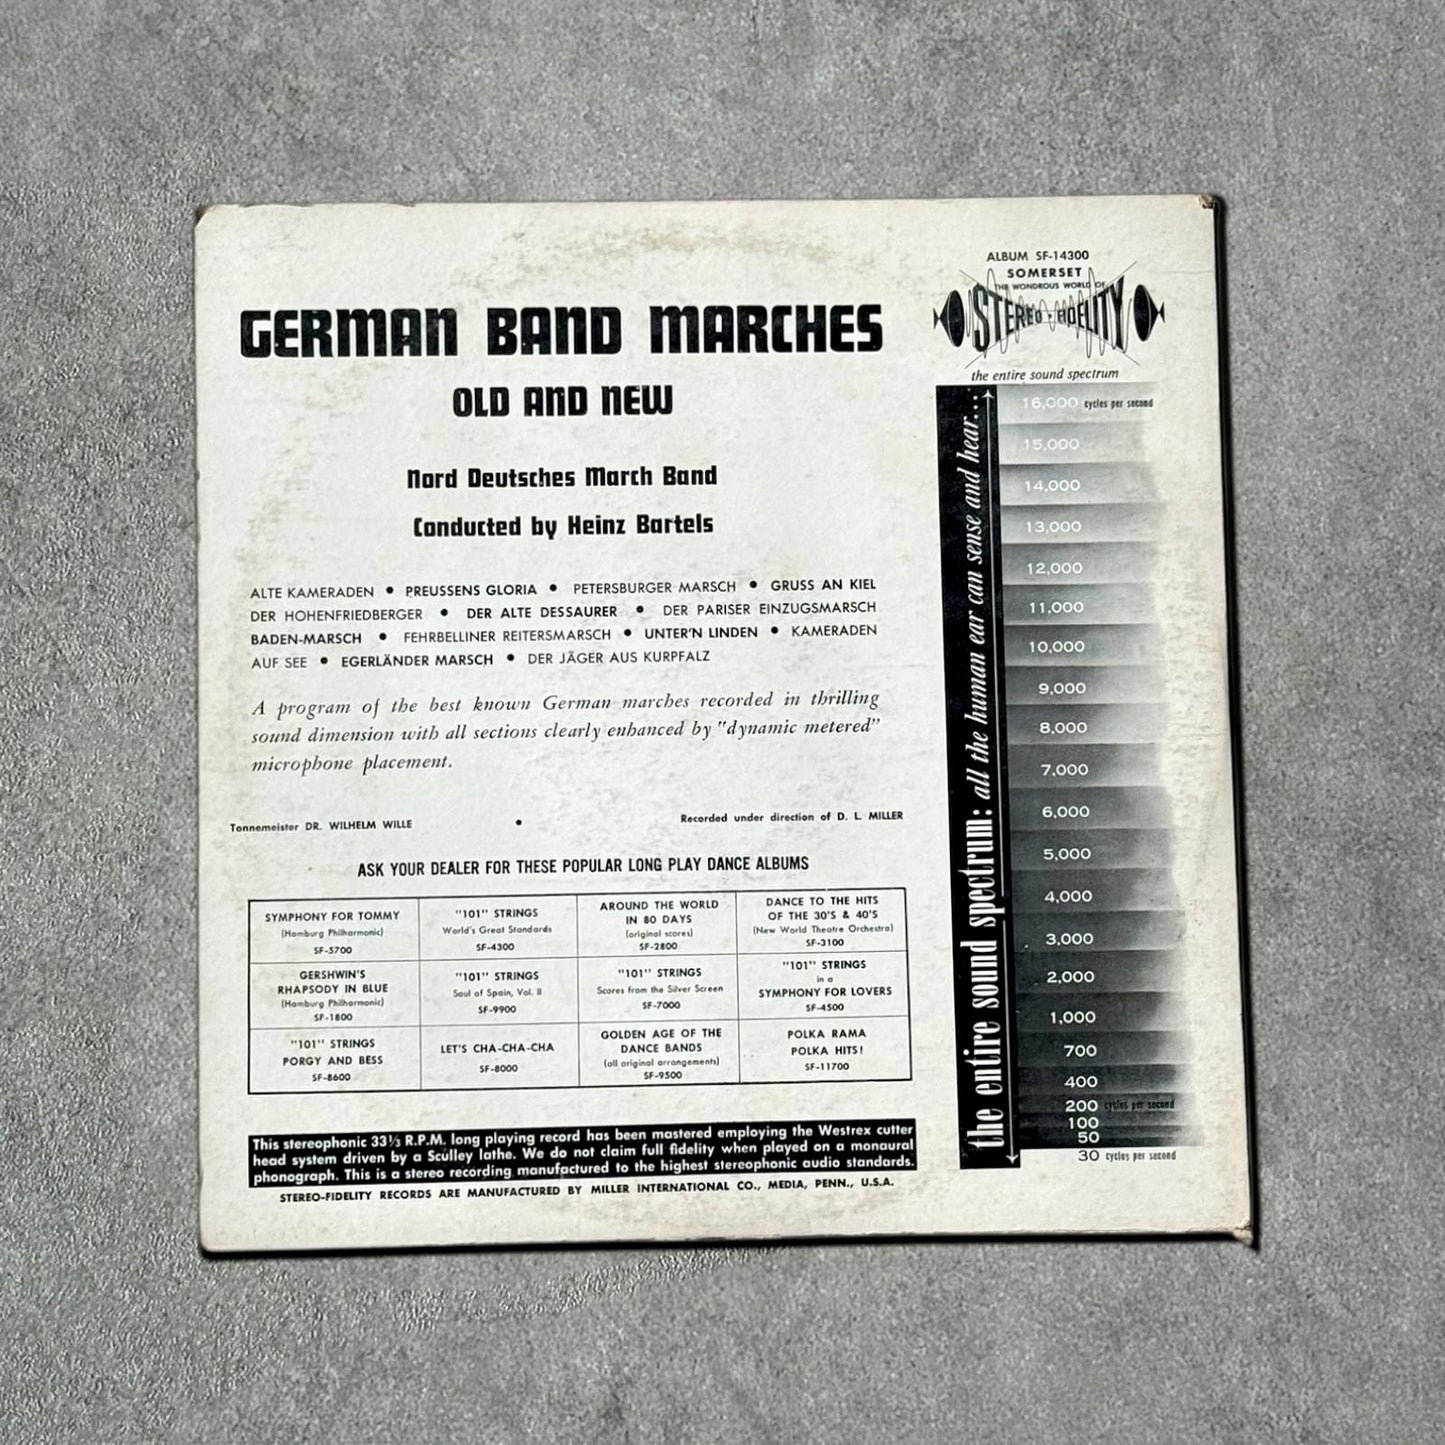 ALBUM SF-14300
SOMERSET
THE WONDROUS WORLD OF
STEREO-FIDELITY
the entire sound spectrum
GERMAN BAND MARCHES
OLD AND NEW
Nord Deutsches March Band
Conducted by Heinz Bartels
ALTE KAMERADEN • PREUSSENS GLORIA • PETERSBURGER MARSCH • GRUSS AN KIEL
DER HOHENFRIEDBERGER • DER ALTE DESSAURER • DER PARISER EINZUGSMARSCH
BADEN-MARSCH • FEHRBELLINER REITERSMARSCH • UNTER'N LINDEN • KAMERADEN
AUF SEE • EGERLÄNDER MARSCH • DER JÄGER AUS KURPFALZ
A program of the best known German marches recorded in thrilling
sound dimension with all sections clearly enhanced by "dynamic metered"
microphone placement.
Tonnemeister DR. WILHELM WILLE • Recorded under direction of D. L. MILLER
ASK YOUR DEALER FOR THESE POPULAR LONG PLAY DANCE ALBUMS
SYMPHONY FOR TOMMY
(Hamburg Philharmonic)
SF-5700
"101" STRINGS
World's Great Standards
SF-4300
AROUND THE WORLD
IN 80 DAYS
(original scores)
SF-2800
DANCE TO THE HITS
OF THE 30'S & 40'S
(New World Theatre Orchestra)
SF-3100
GERSHWIN'S
RHAPSODY IN BLUE
(Hamburg Philharmonic)
SF-1800
"101" STRINGS
Soul of Spain, Vol. II
SF-9900
"101" STRINGS
Scores from the Silver Screen
SF-7000
"101" STRINGS
in a
SYMPHONY FOR LOVERS
SF-4500
"101" STRINGS
PORGY AND BESS
SF-8600
LET'S CHA-CHA-CHA
SF-8000
GOLDEN AGE OF THE
DANCE BANDS
(all original arrangements)
SF-9500
POLKA RAMA
POLKA HITS!
SF-11700
This stereophonic 33⅓ R.P.M. long playing record has been mastered employing the Westrex cutter
head system driven by a Sculley lathe. We do not claim full fidelity when played on a monaural
phonograph. This is a stereo recording manufactured to the highest stereophonic audio standards.
STEREO-FIDELITY RECORDS ARE MANUFACTURED BY MILLER INTERNATIONAL CO., MEDIA, PENN., U.S.A.
the entire sound spectrum: all the human ear can sense and hear...
16,000 cycles per second
15,000
14,000
13,000
12,000
11,000
10,000
9,000
8,000
7,000
6,000
5,000
4,000
3,000
2,000
1,000
700
400
200 cycles per second
100
50
30 cycles per second